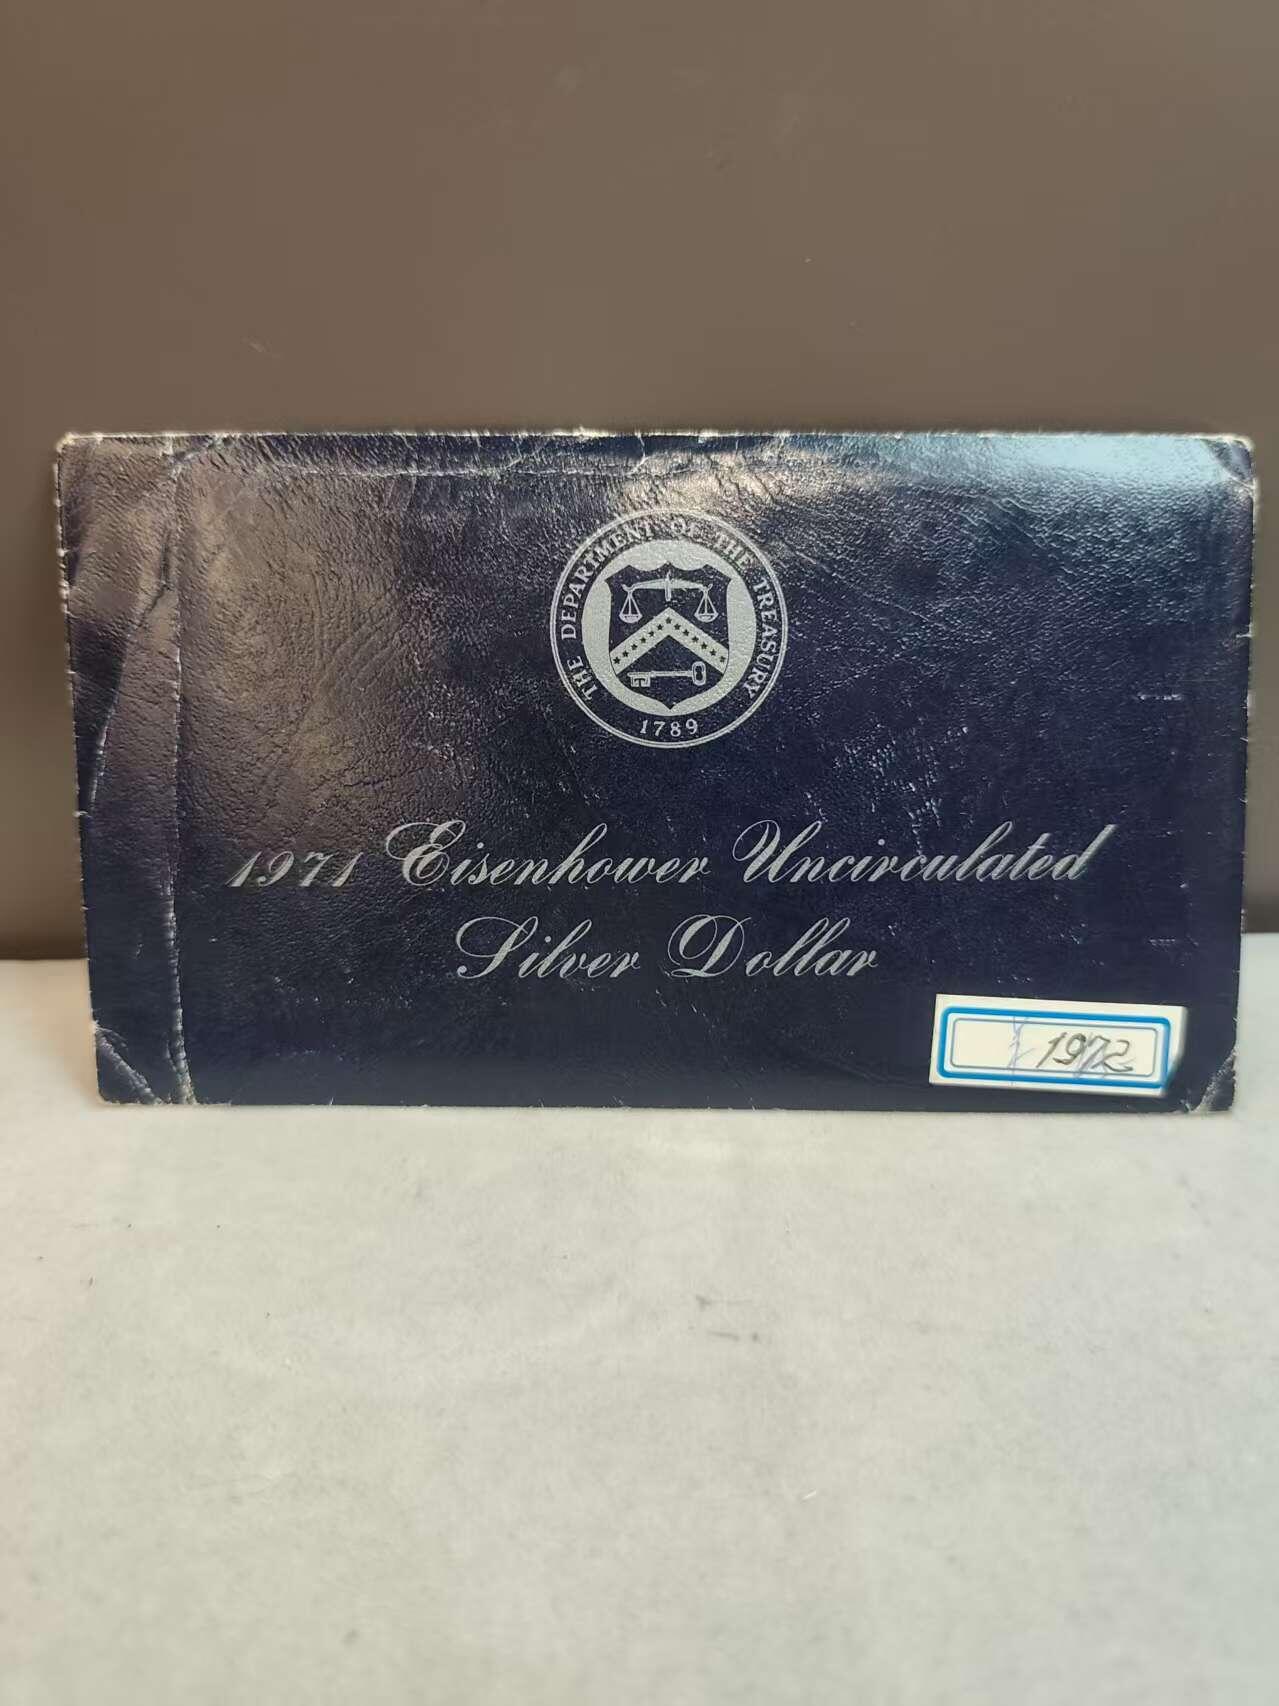 THE DEPARTMENT OF THE TREASURY
1789
1971 Eisenhower Uncirculated
Silver Dollar
1972